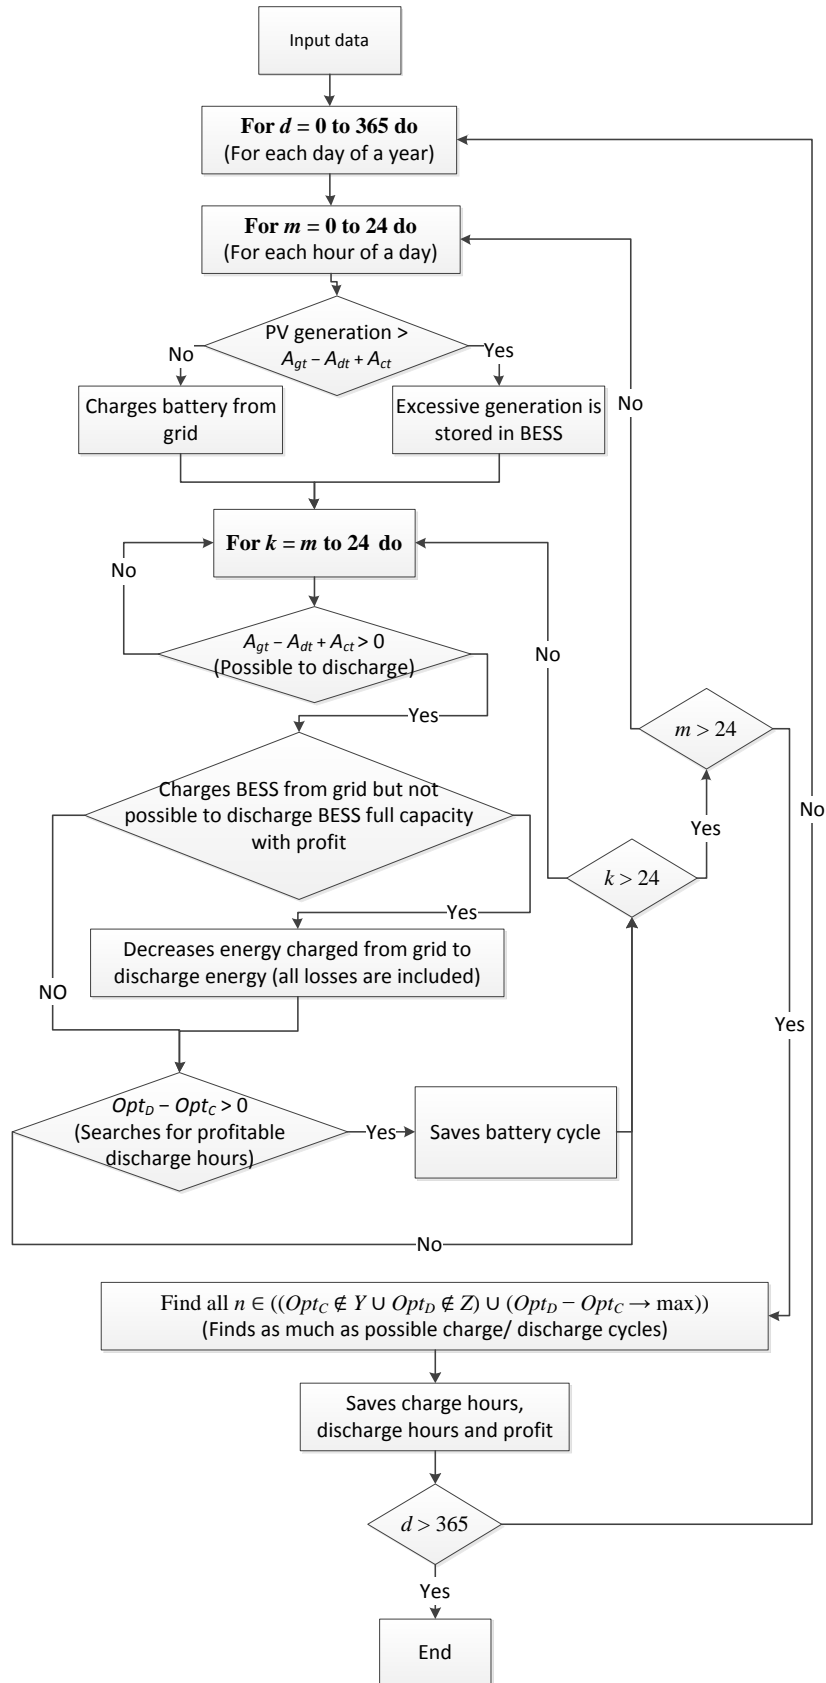 Input data
For d = 0 to 365 do
(For each day of a year)
For m = 0 to 24 do
(For each hour of a day)
PV generation >
Agt – Adt + Act
No
Yes
Charges battery from
grid
Excessive generation is
stored in BESS
No
For k = m to 24 do
No
Agt – Adt + Act > 0
(Possible to discharge)
No
Yes
m > 24
Charges BESS from grid but not
possible to discharge BESS full capacity
with profit
No
Yes
k > 24
Yes
Decreases energy charged from grid to
discharge energy (all losses are included)
NO
Yes
OptD – OptC > 0
(Searches for profitable
discharge hours)
Yes
Saves battery cycle
No
Find all n ∈ ((OptC ∉ Y ∪ OptD ∉ Z) ∪ (OptD – OptC → max))
(Finds as much as possible charge/ discharge cycles)
Saves charge hours,
discharge hours and profit
d > 365
Yes
End